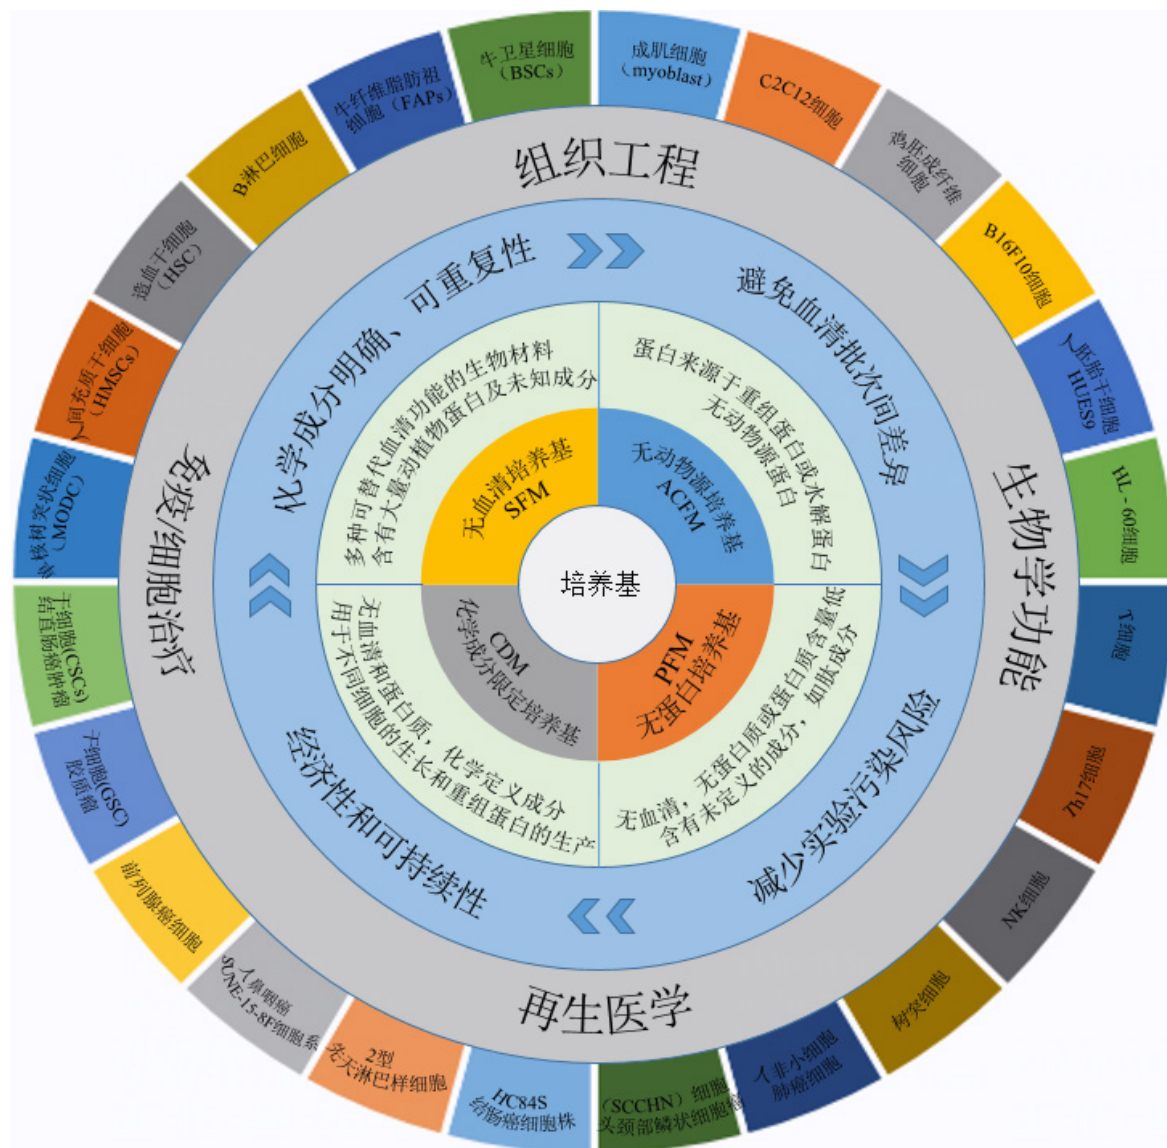 培养基
无血清培养基
SFM
无动物源培养基
ACFM
PFM
无蛋白培养基
CDM
化学成分限定培养基
多种可替代血清功能的生物材料
含有大量动植物蛋白及未知成分
蛋白来源于重组蛋白或水解蛋白
无动物源蛋白
无血清，无蛋白质或蛋白质含量低
含有未定义的成分，如肽成分
无血清和蛋白质，化学定义成分
用于不同细胞的生长和重组蛋白的生产
化学成分明确、可重复性
避免血清批次间差异
减少实验污染风险
经济性和可持续性
组织工程
生物学功能
再生医学
免疫/细胞治疗
成肌细胞
（myoblast）
C2C12细胞
鸡胚成纤维
细胞
B16F10细胞
人胚胎干细胞
HUES9
HL-60细胞
T细胞
Th17细胞
NK细胞
树突细胞
人非小细胞
肺癌细胞
（SCCHN）细胞
头颈部鳞状细胞癌
HC84S
结肠癌细胞株
2型
先天淋巴样细胞
人鼻咽癌
SUNE-15-8F细胞系
前列腺癌细胞
干细胞(GSC)
胶质瘤
干细胞(CSCs)
结直肠癌肿瘤
单核树突状细胞
（MODC）
人间充质干细胞
（HMSCs）
造血干细胞
（HSC）
B淋巴细胞
牛纤维脂肪祖
细胞（FAPs）
牛卫星细胞
（BSCs）